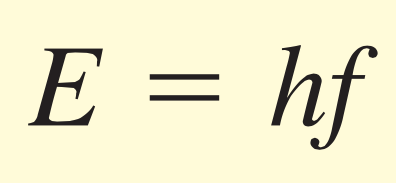 E = hf